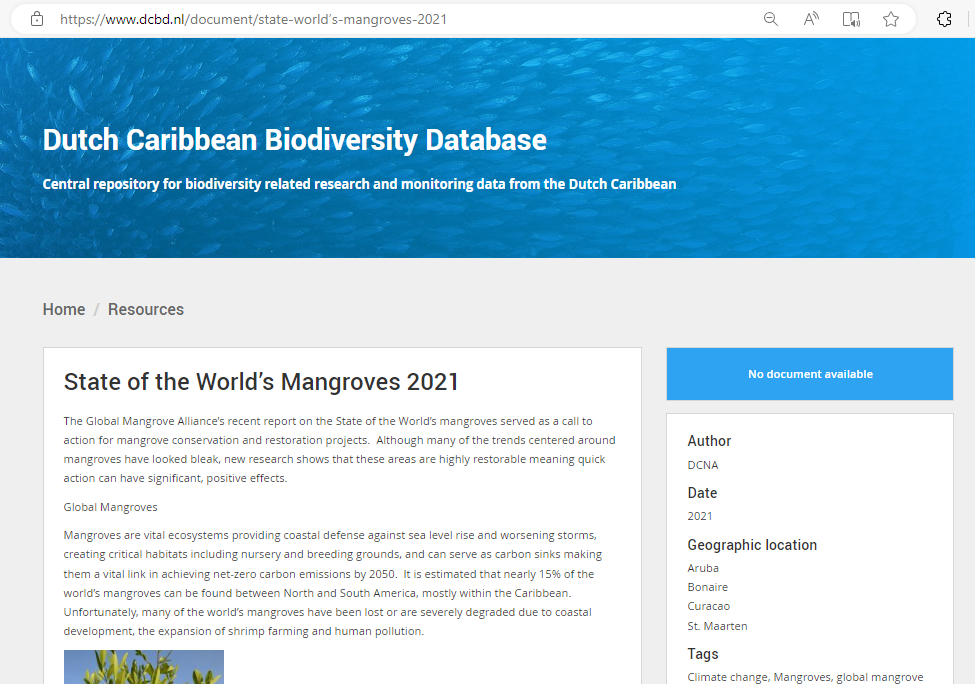 https://www.dcbd.nl/document/state-world’s-mangroves-2021
Dutch Caribbean Biodiversity Database
Central repository for biodiversity related research and monitoring data from the Dutch Caribbean
Home / Resources
State of the World’s Mangroves 2021
The Global Mangrove Alliance’s recent report on the State of the World’s mangroves served as a call to
action for mangrove conservation and restoration projects.  Although many of the trends centered around
mangroves have looked bleak, new research shows that these areas are highly restorable meaning quick
action can have significant, positive effects.
Global Mangroves
Mangroves are vital ecosystems providing coastal defense against sea level rise and worsening storms,
creating critical habitats including nursery and breeding grounds, and can serve as carbon sinks making
them a vital link in achieving net-zero carbon emissions by 2050.  It is estimated that nearly 15% of the
world’s mangroves can be found between North and South America, mostly within the Caribbean.
Unfortunately, many of the world’s mangroves have been lost or are severely degraded due to coastal
development, the expansion of shrimp farming and human pollution.
No document available
Author
DCNA
Date
2021
Geographic location
Aruba
Bonaire
Curacao
St. Maarten
Tags
Climate change, Mangroves, global mangrove